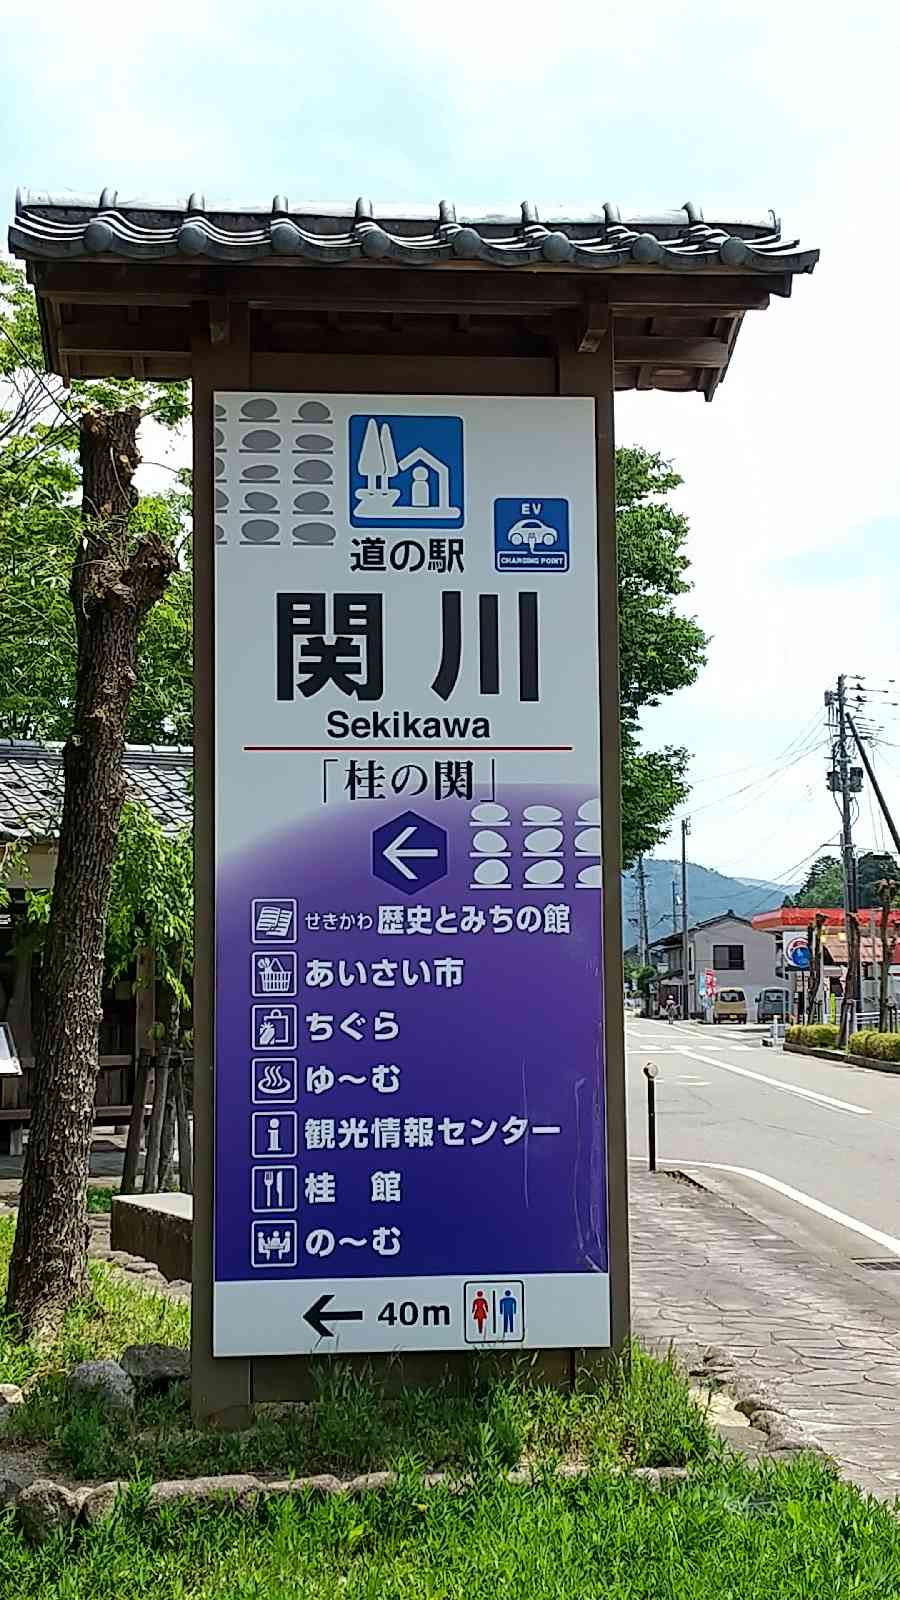 道の駅
EV
CHARGING POINT
関川
Sekikawa
「桂の関」
せきかわ 歴史とみちの館
あいさい市
ちぐら
ゆ〜む
観光情報センター
桂 館
の〜む
40m